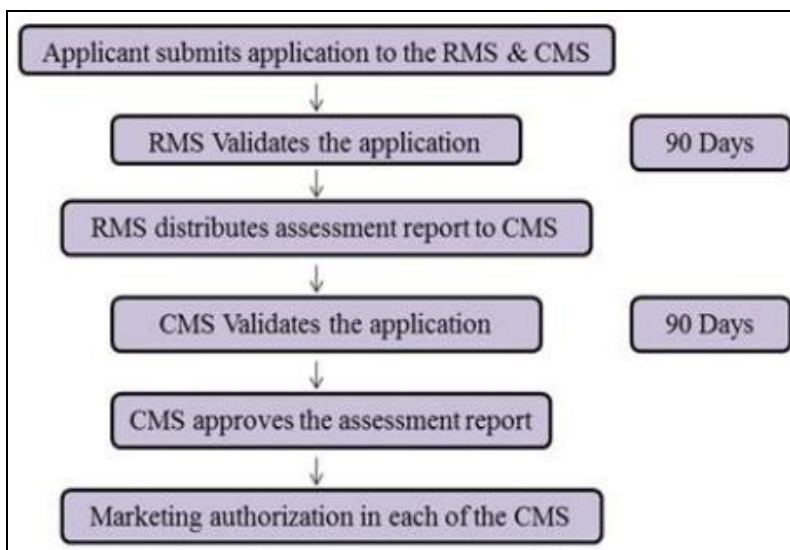 Applicant submits application to the RMS & CMS
RMS Validates the application
90 Days
RMS distributes assessment report to CMS
CMS Validates the application
90 Days
CMS approves the assessment report
Marketing authorization in each of the CMS